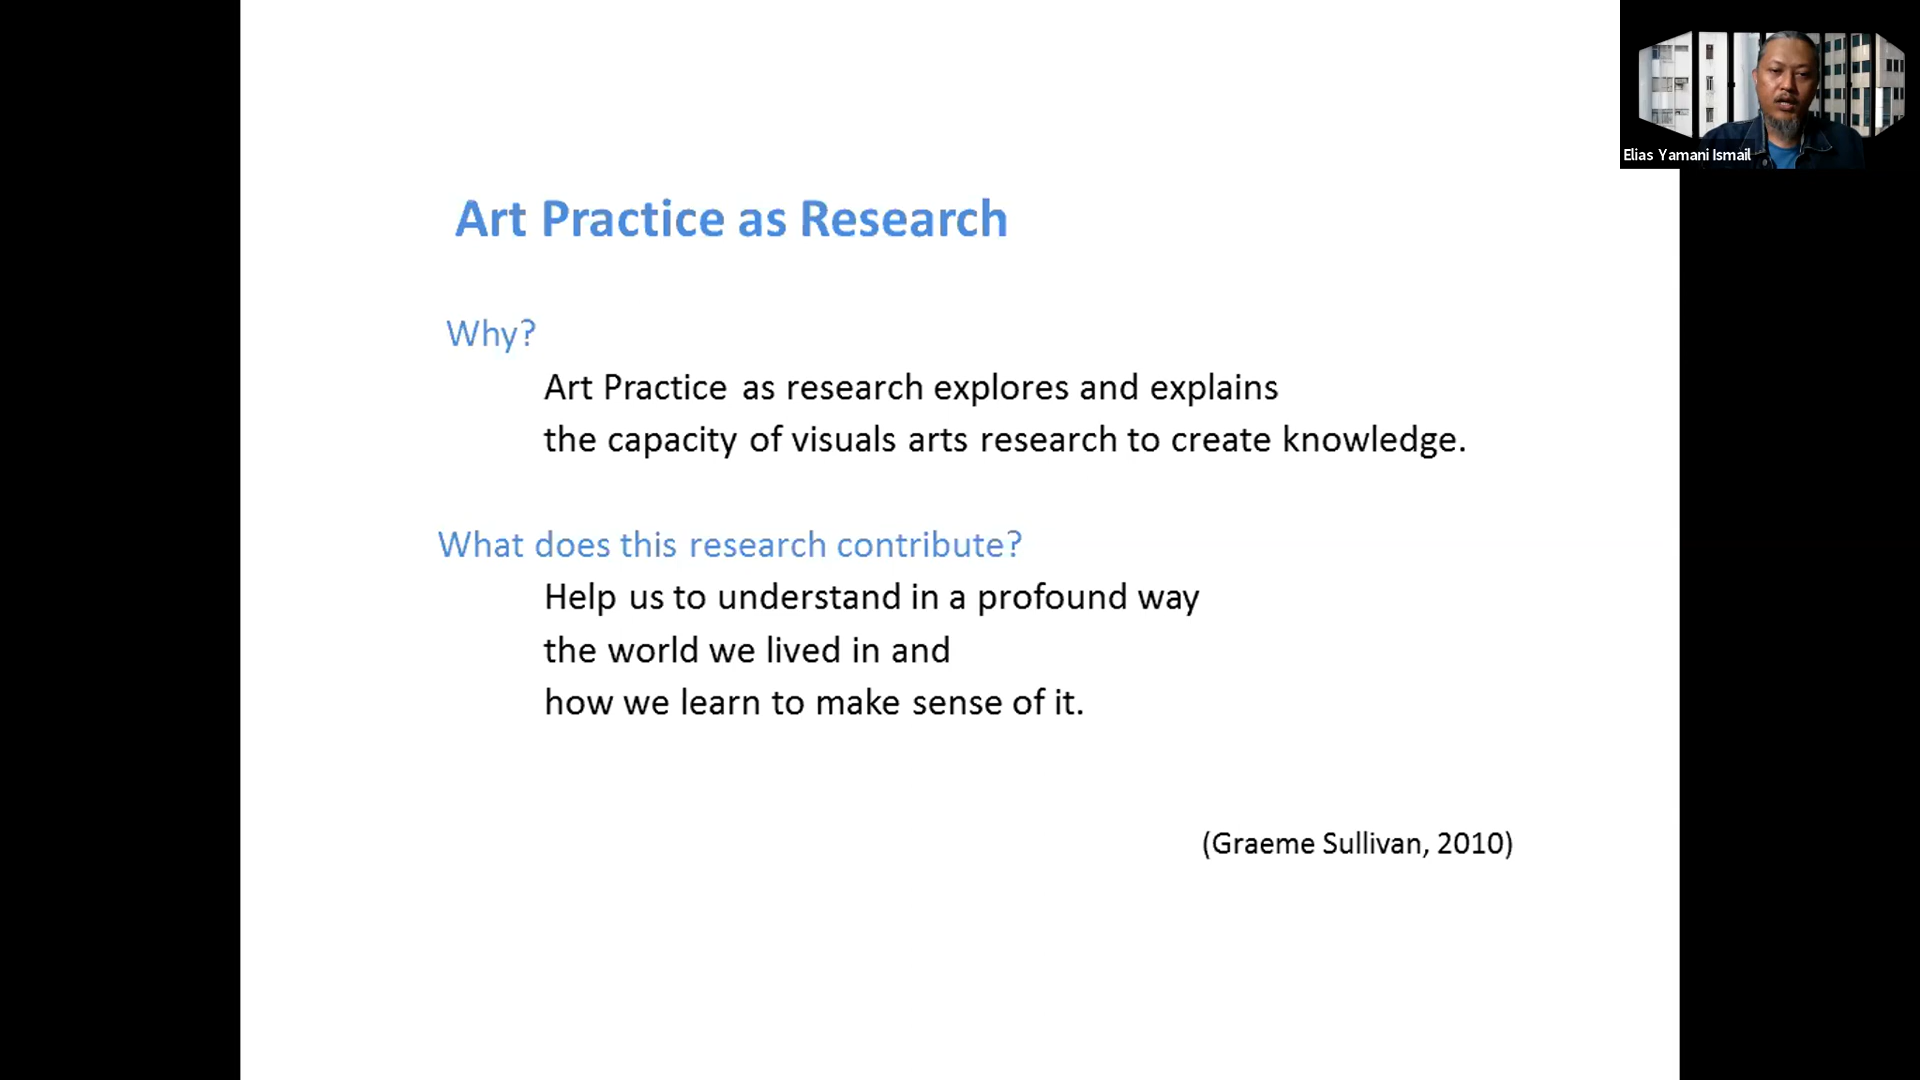 Elias Yamani Ismail
Art Practice as Research
Why?
Art Practice as research explores and explains
the capacity of visuals arts research to create knowledge.
What does this research contribute?
Help us to understand in a profound way
the world we lived in and
how we learn to make sense of it.
(Graeme Sullivan, 2010)